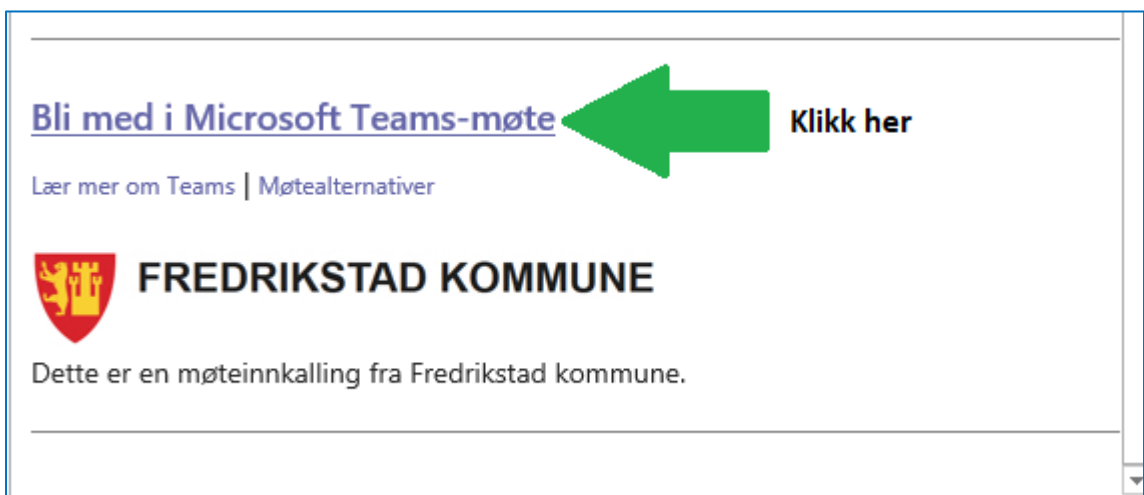 Bli med i Microsoft Teams-møte
Klikk her
Lær mer om Teams | Møtealternativer
FREDRIKSTAD KOMMUNE
Dette er en møteinnkalling fra Fredrikstad kommune.